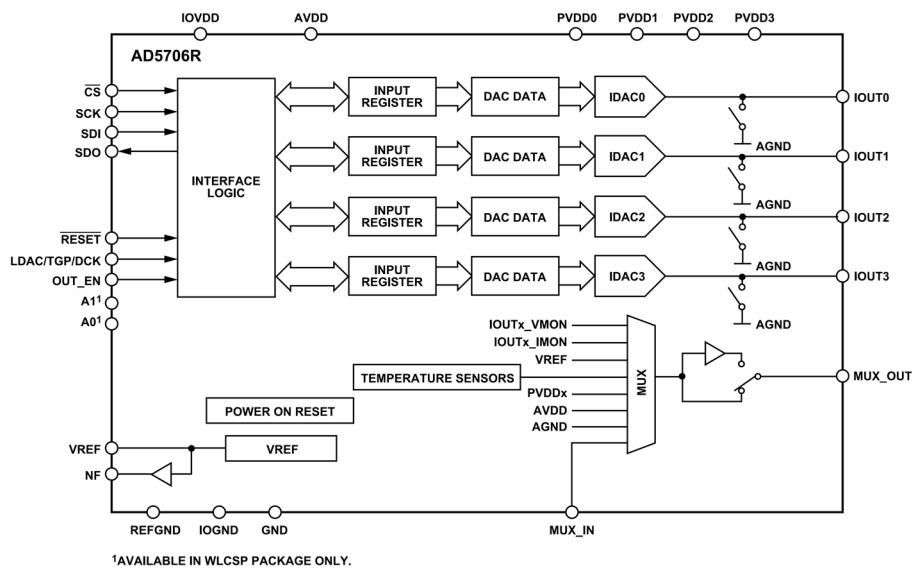 IOVDD AVDD PVDD0 PVDD1 PVDD2 PVDD3
AD5706R
CS
SCK
SDI
SDO
RESET
LDAC/TGP/DCK
OUT_EN
A1¹
A0¹
INTERFACE
LOGIC
INPUT
REGISTER
DAC DATA
IDAC0
IOUT0
AGND
INPUT
REGISTER
DAC DATA
IDAC1
IOUT1
AGND
INPUT
REGISTER
DAC DATA
IDAC2
IOUT2
AGND
INPUT
REGISTER
DAC DATA
IDAC3
IOUT3
AGND
IOUTx_VMON
IOUTx_IMON
VREF
TEMPERATURE SENSORS
PVDDx
AVDD
AGND
MUX
MUX_OUT
POWER ON RESET
VREF
VREF
NF
REFGND IOGND GND MUX_IN
¹AVAILABLE IN WLCSP PACKAGE ONLY.